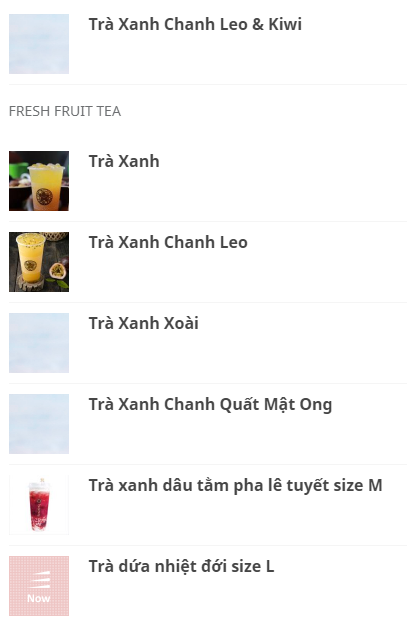 Trà Xanh Chanh Leo & Kiwi
FRESH FRUIT TEA
Trà Xanh
Trà Xanh Chanh Leo
Trà Xanh Xoài
Trà Xanh Chanh Quất Mật Ong
Trà xanh dâu tằm pha lê tuyết size M
Trà dứa nhiệt đới size L
Now